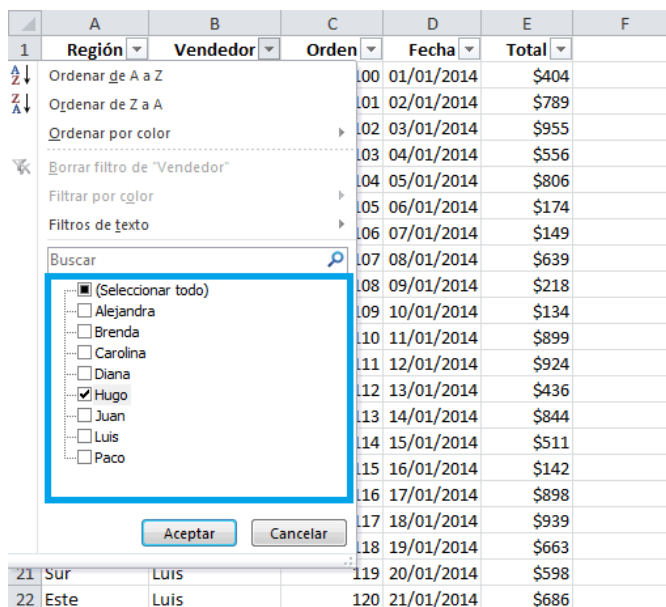 A B C D E F
1 Región Vendedor Orden Fecha Total
Ordenar de A a Z 100 01/01/2014 $404
Ordenar de Z a A 101 02/01/2014 $789
Ordenar por color 102 03/01/2014 $955
103 04/01/2014 $556
Borrar filtro de "Vendedor" 104 05/01/2014 $806
Filtrar por color 105 06/01/2014 $174
Filtros de texto 106 07/01/2014 $149
Buscar 107 08/01/2014 $639
(Seleccionar todo) 108 09/01/2014 $218
Alejandra 109 10/01/2014 $134
Brenda 110 11/01/2014 $899
Carolina 111 12/01/2014 $924
Diana 112 13/01/2014 $436
Hugo 113 14/01/2014 $844
Juan 114 15/01/2014 $511
Luis 115 16/01/2014 $142
Paco 116 17/01/2014 $898
117 18/01/2014 $939
Aceptar Cancelar 118 19/01/2014 $663
21 Sur Luis 119 20/01/2014 $598
22 Este Luis 120 21/01/2014 $686